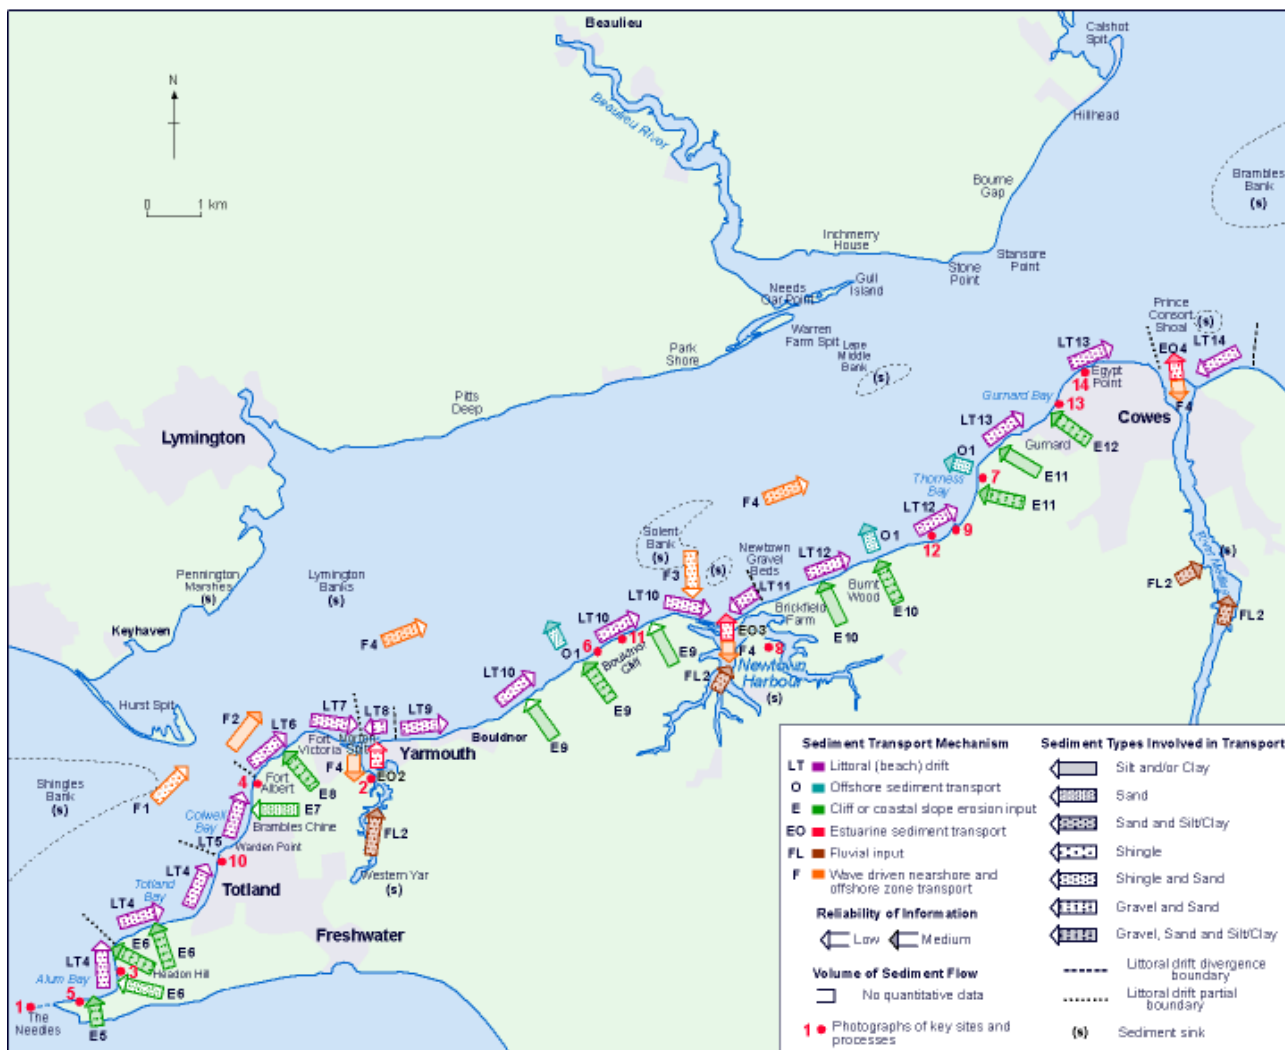 Beaulieu
Calshot
Spit
N
Beaulieu River
Hillhead
0 1 km
Bourne
Gap
Brambles
Bank
(s)
Inchmerry
House
Stansore
Point
Stone
Point
Gull
Island
Needs
Oar Point
Prince
Consort
Shoal
(s)
Warren
Farm Spit
Lepe
Middle
Bank
(s)
Park
Shore
LT13
EO4
LT14
14
Egypt
Point
Pitts
Deep
Gurnard Bay
13
F4
Cowes
Lymington
LT13
Gurnard
E12
O1
E11
Thorness
Bay
7
F4
E11
LT12
Solent
Bank
(s)
O1
12
9
Newtown
Gravel
Beds
(s)
River Medina
(s)
Pennington
Marshes
(s)
Lymington
Banks
(s)
F3
LT12
LT11
Burnt
Wood
FL2
LT10
LT10
Brickfield
Farm
E10
E10
FL2
Keyhaven
F4
O1
6
11
Bouldnor
Cliff
EO3
F4
8
E9
Newtown
Harbour
(s)
FL2
LT10
E9
Hurst Spit
F2
LT6
LT7
LT8
LT9
Fort
Victoria
Norton
Spit
Yarmouth
Bouldnor
E9
Shingles
Bank
(s)
F1
4
Fort
Albert
E8
F4
2
EO2
Colwell
Bay
E7
Brambles Chine
FL2
LT5
Warden Point
10
LT4
Totland
Western Yar
(s)
Totland
Bay
LT4
Freshwater
E6
E6
LT4
3
Headon Hill
Alum Bay
E6
1
5
The
Needles
E5
Sediment Transport Mechanism
LT Littoral (beach) drift
O Offshore sediment transport
E Cliff or coastal slope erosion input
EO Estuarine sediment transport
FL Fluvial input
F Wave driven nearshore and
offshore zone transport
Reliability of Information
Low Medium
Volume of Sediment Flow
No quantitative data
1 Photographs of key sites and
processes
Sediment Types Involved in Transport
Silt and/or Clay
Sand
Sand and Silt/Clay
Shingle
Shingle and Sand
Gravel and Sand
Gravel, Sand and Silt/Clay
Littoral drift divergence
boundary
Littoral drift partial
boundary
(s) Sediment sink